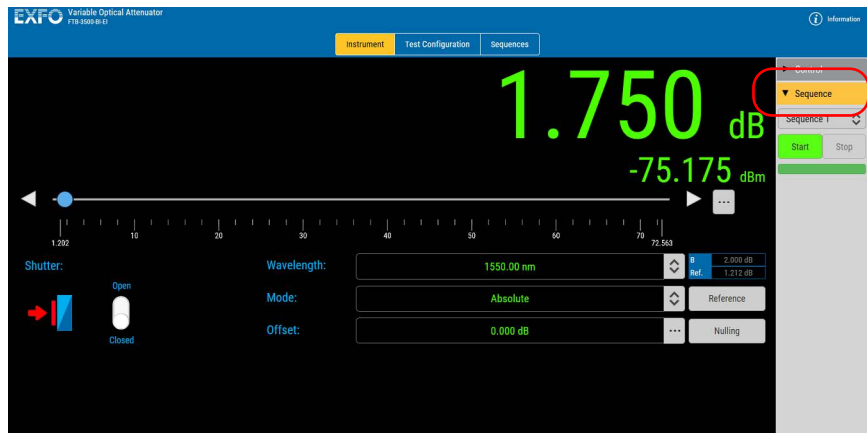 EXFO Variable Optical Attenuator
FTB-3500-BI-EI
Information
Instrument Test Configuration Sequences
Control
Sequence
Sequence 1
Start Stop
1.750 dB
-75.175 dBm
...
1.202 10 20 30 40 50 60 70 72.563
Shutter:
Open
Closed
Wavelength: 1550.00 nm
B 2.000 dB
Ref. 1.212 dB
Mode: Absolute Reference
Offset: 0.000 dB ... Nulling